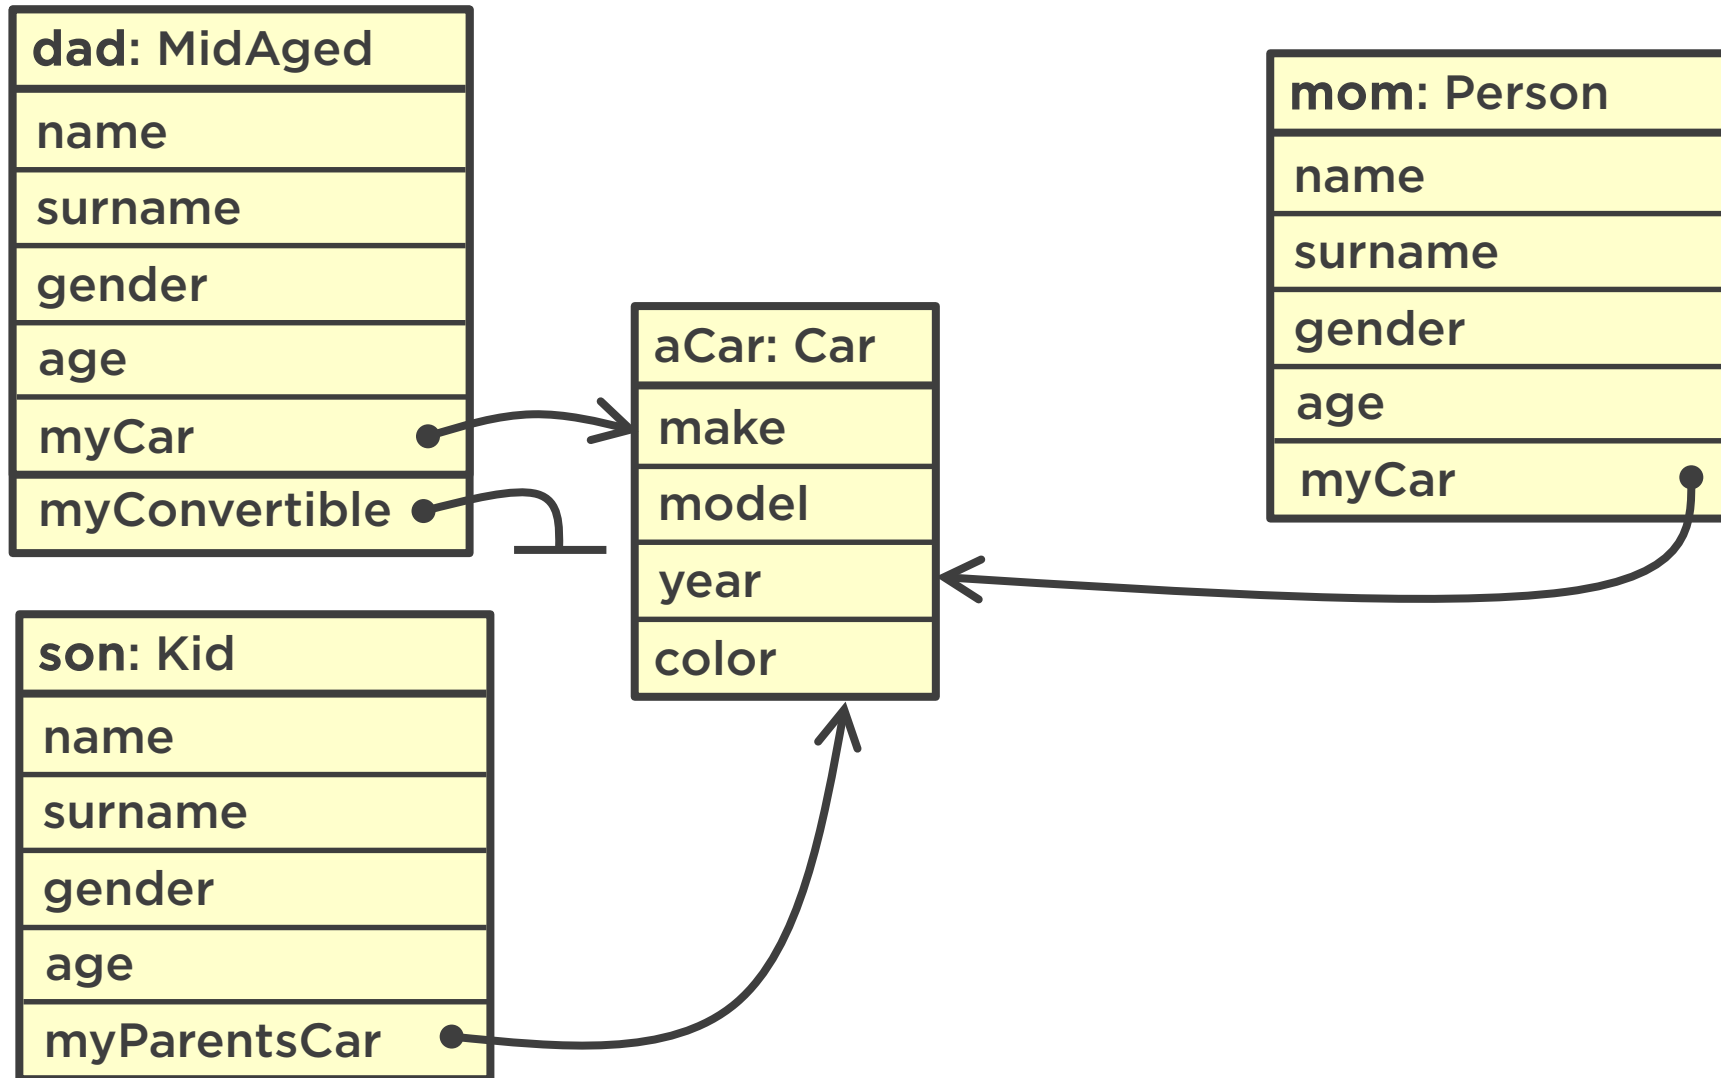 dad: MidAged
name
surname
gender
age
myCar
myConvertible
aCar: Car
make
model
year
color
mom: Person
name
surname
gender
age
myCar
son: Kid
name
surname
gender
age
myParentsCar